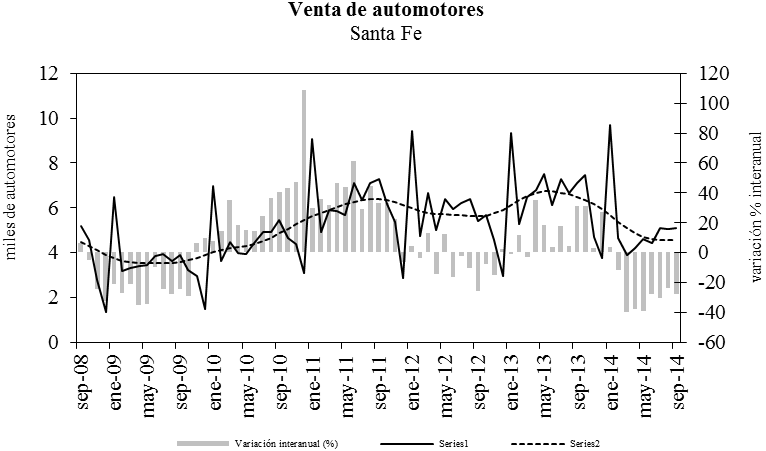 Venta de automotores
Santa Fe
12
10
8
6
4
2
0
miles de automotores
120
100
80
60
40
20
0
-20
-40
-60
variación % interanual
sep-08
ene-09
may-09
sep-09
ene-10
may-10
sep-10
ene-11
may-11
sep-11
ene-12
may-12
sep-12
ene-13
may-13
sep-13
ene-14
may-14
sep-14
Variación interanual (%)
Series1
Series2